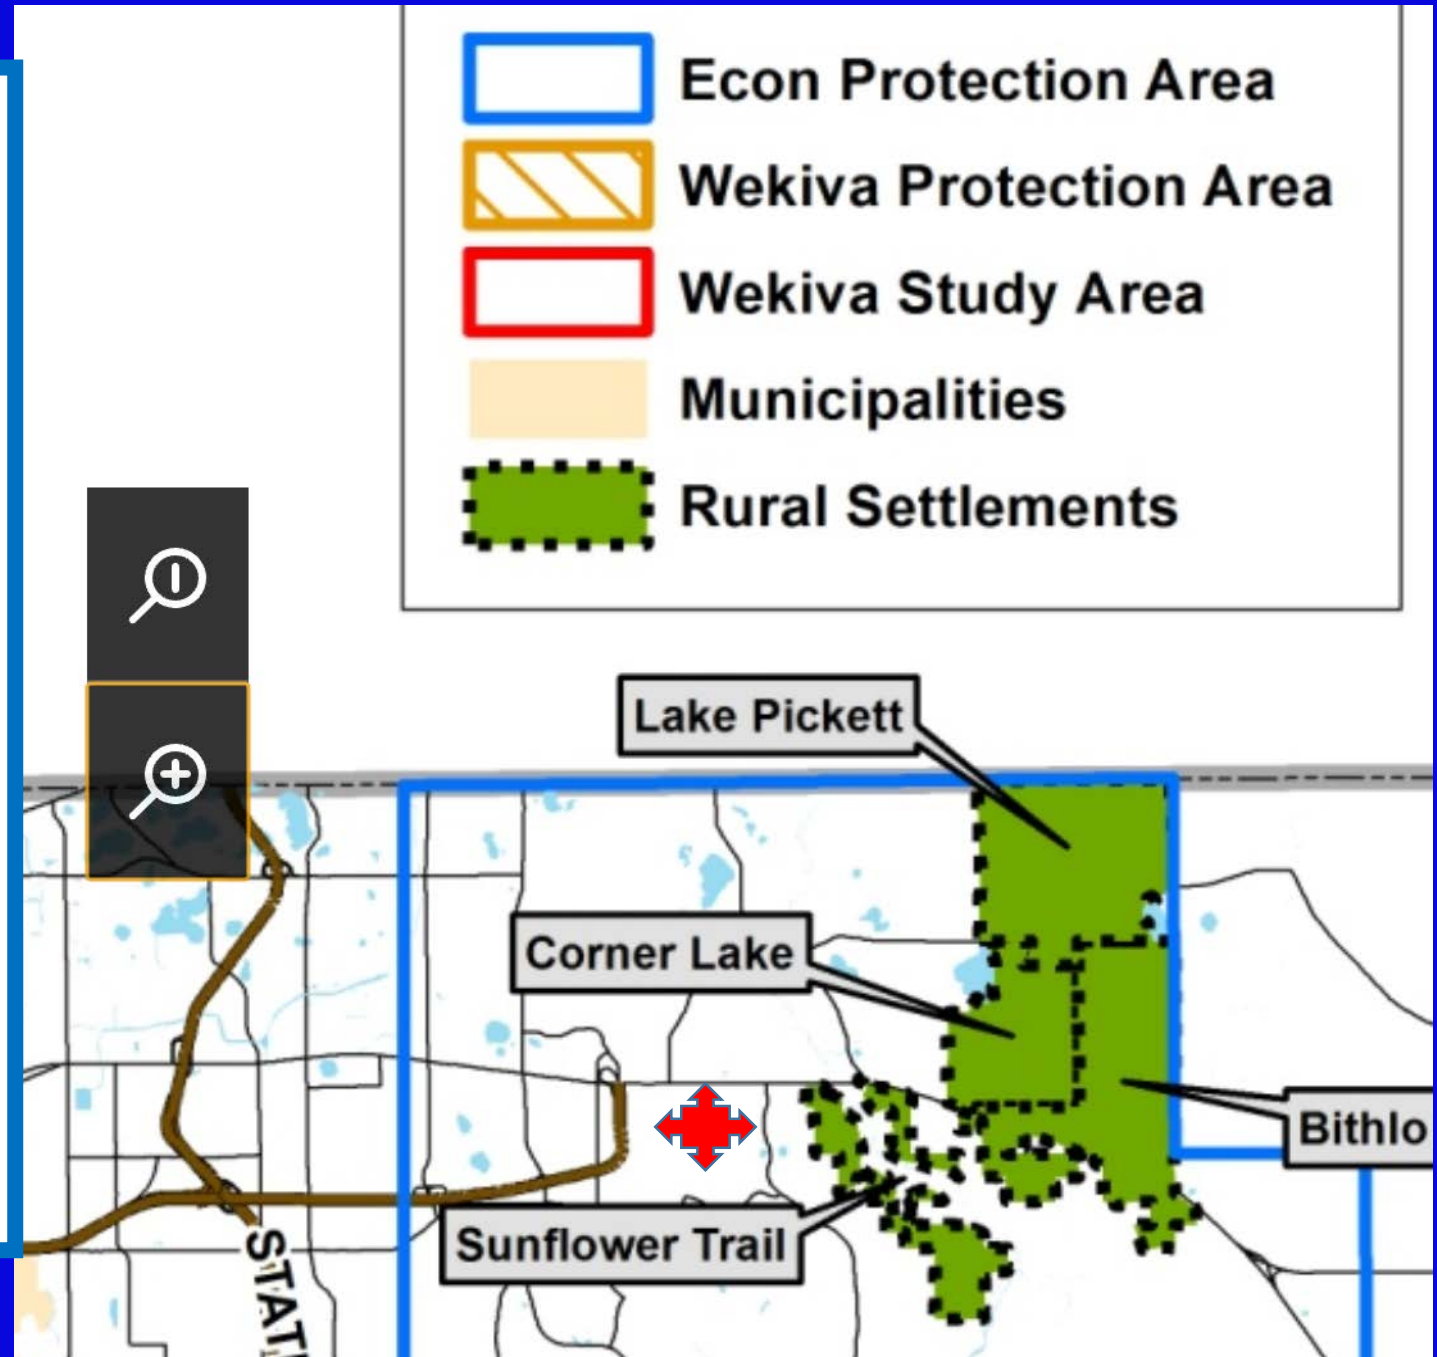 Econ Protection Area
Wekiva Protection Area
Wekiva Study Area
Municipalities
Rural Settlements
Lake Pickett
Corner Lake
Bithlo
Sunflower Trail
STATE